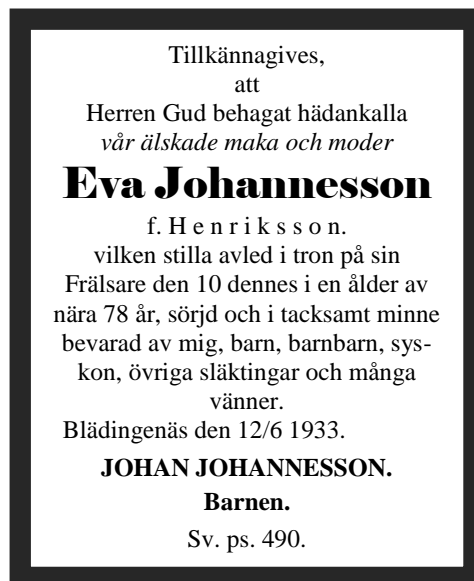 Tillkännagives,
att
Herren Gud behagat hädankalla
vår älskade maka och moder
Eva Johannesson
f. H e n r i k s s o n.
vilken stilla avled i tron på sin
Frälsare den 10 dennes i en ålder av
nära 78 år, sörjd och i tacksamt minne
bevarad av mig, barn, barnbarn, sys-
kon, övriga släktingar och många
vänner.
Blädingenäs den 12/6 1933.
JOHAN JOHANNESSON.
Barnen.
Sv. ps. 490.